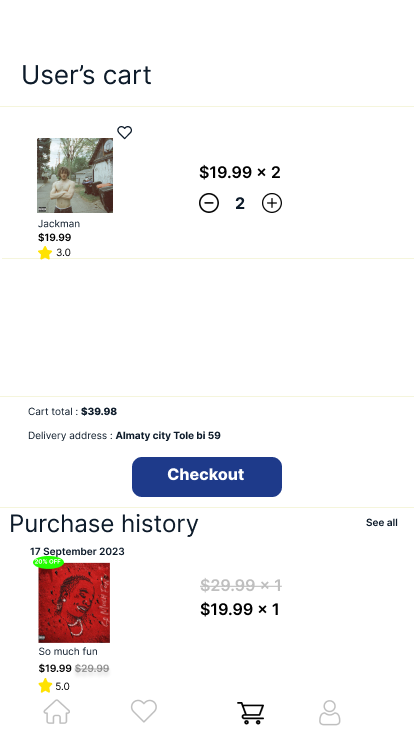 User’s cart
$19.99 × 2
2
Jackman
$19.99
3.0
Cart total : $39.98
Delivery address : Almaty city Tole bi 59
Checkout
Purchase history
See all
17 September 2023
20% OFF
$29.99 × 1
$19.99 × 1
So much fun
$19.99 $29.99
5.0